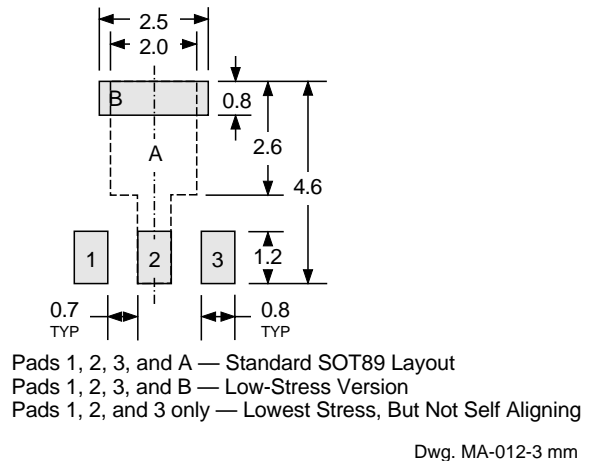 2.5
2.0
B
0.8
A
2.6
4.6
1
2
3
1.2
0.7
TYP
0.8
TYP
Pads 1, 2, 3, and A — Standard SOT89 Layout
Pads 1, 2, 3, and B — Low-Stress Version
Pads 1, 2, and 3 only — Lowest Stress, But Not Self Aligning
Dwg. MA-012-3 mm